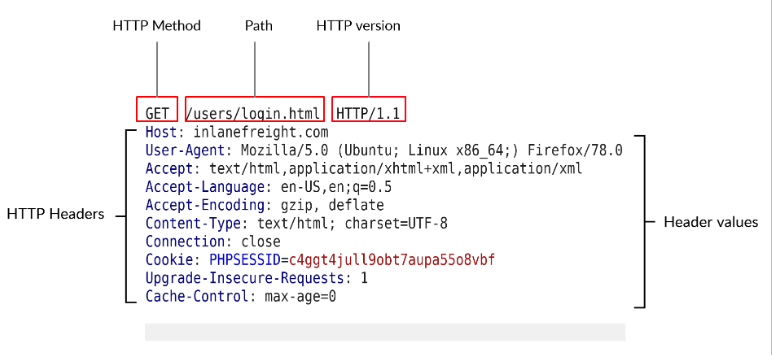 HTTP Method Path HTTP version
GET /users/login.html HTTP/1.1
Host: inlanefreight.com
User-Agent: Mozilla/5.0 (Ubuntu; Linux x86_64;) Firefox/78.0
Accept: text/html,application/xhtml+xml,application/xml
Accept-Language: en-US,en;q=0.5
Accept-Encoding: gzip, deflate
HTTP Headers
Content-Type: text/html; charset=UTF-8
Header values
Connection: close
Cookie: PHPSESSID=c4ggt4jull9obt7aupa55o8vbf
Upgrade-Insecure-Requests: 1
Cache-Control: max-age=0